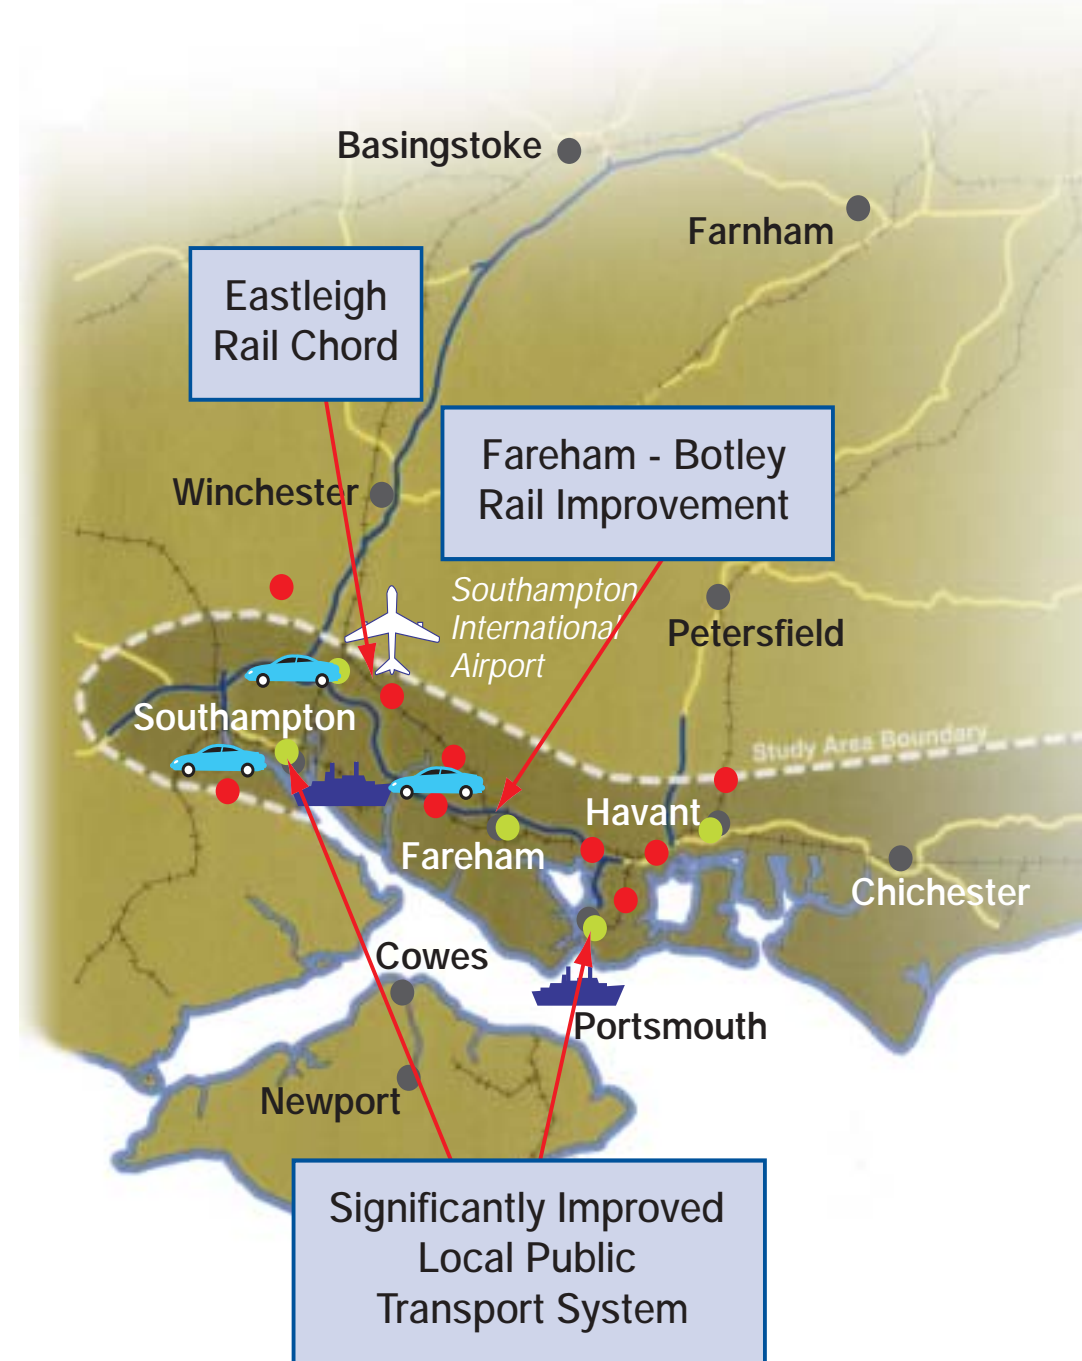 Basingstoke
Farnham
Eastleigh
Rail Chord
Fareham - Botley
Rail Improvement
Winchester
Southampton
International
Airport
Petersfield
Southampton
Study Area Boundary
Havant
Fareham
Chichester
Cowes
Portsmouth
Newport
Significantly Improved
Local Public
Transport System